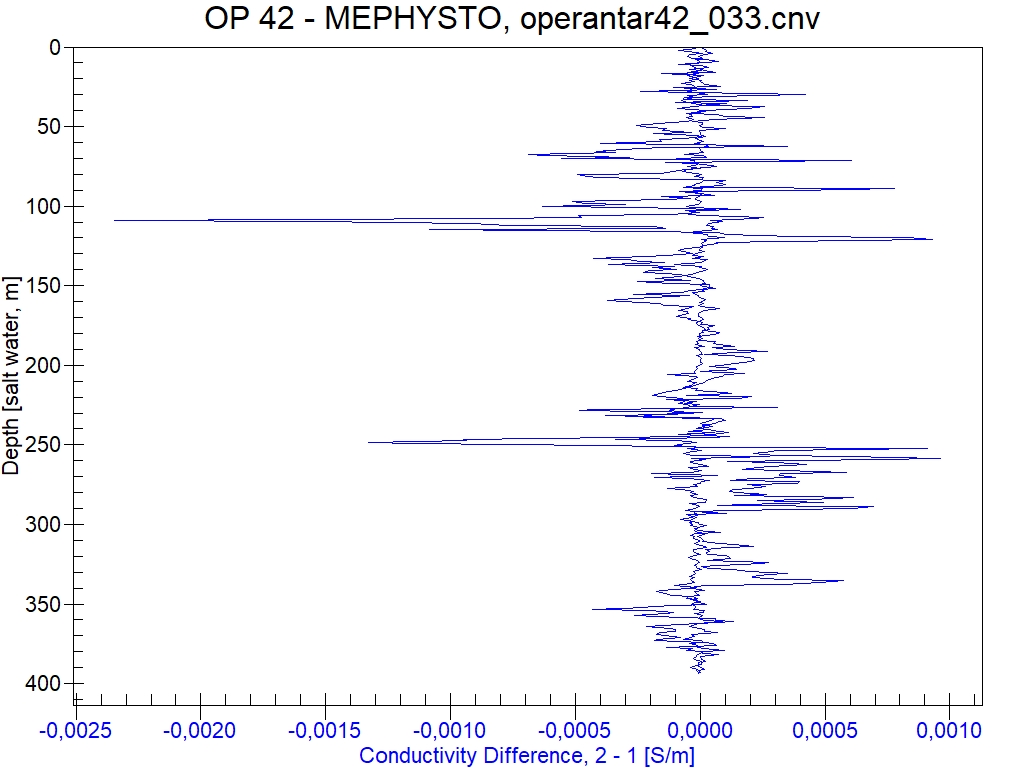 OP 42 - MEPHYSTO, operantar42_033.cnv
0
50
100
150
200
250
300
350
400
Depth [salt water, m]
-0,0025 -0,0020 -0,0015 -0,0010 -0,0005 0,0000 0,0005 0,0010
Conductivity Difference, 2 - 1 [S/m]